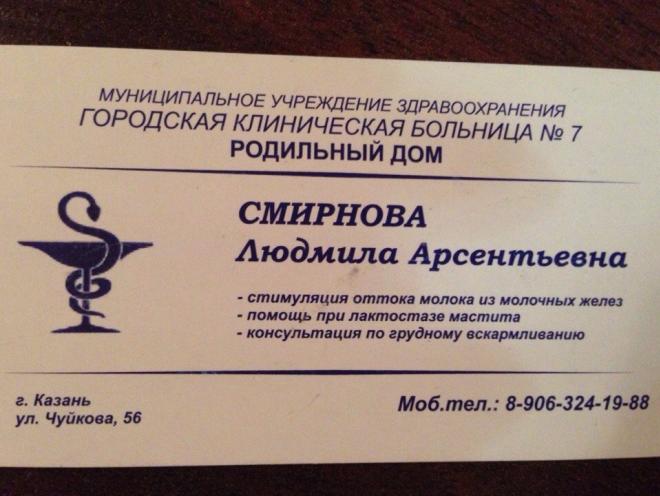 МУНИЦИПАЛЬНОЕ УЧРЕЖДЕНИЕ ЗДРАВООХРАНЕНИЯ
ГОРОДСКАЯ КЛИНИЧЕСКАЯ БОЛЬНИЦА № 7
РОДИЛЬНЫЙ ДОМ
СМИРНОВА
Людмила Арсентьевна
- стимуляция оттока молока из молочных желез
- помощь при лактостазе мастита
- консультация по грудному вскармливанию
г. Казань
ул. Чуйкова, 56
Моб.тел.: 8-906-324-19-88